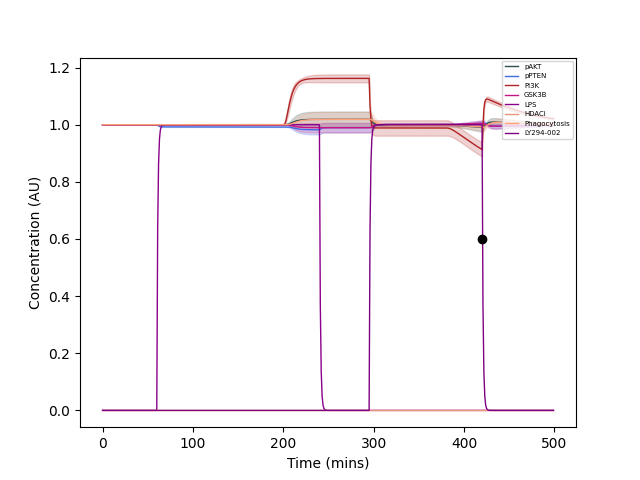 1.2
1.0
0.8
0.6
0.4
0.2
0.0
Concentration (AU)
pAKT
pPTEN
PI3K
GSK3B
LPS
HDACi
Phagocytosis
LY294-002
0 100 200 300 400 500
Time (mins)